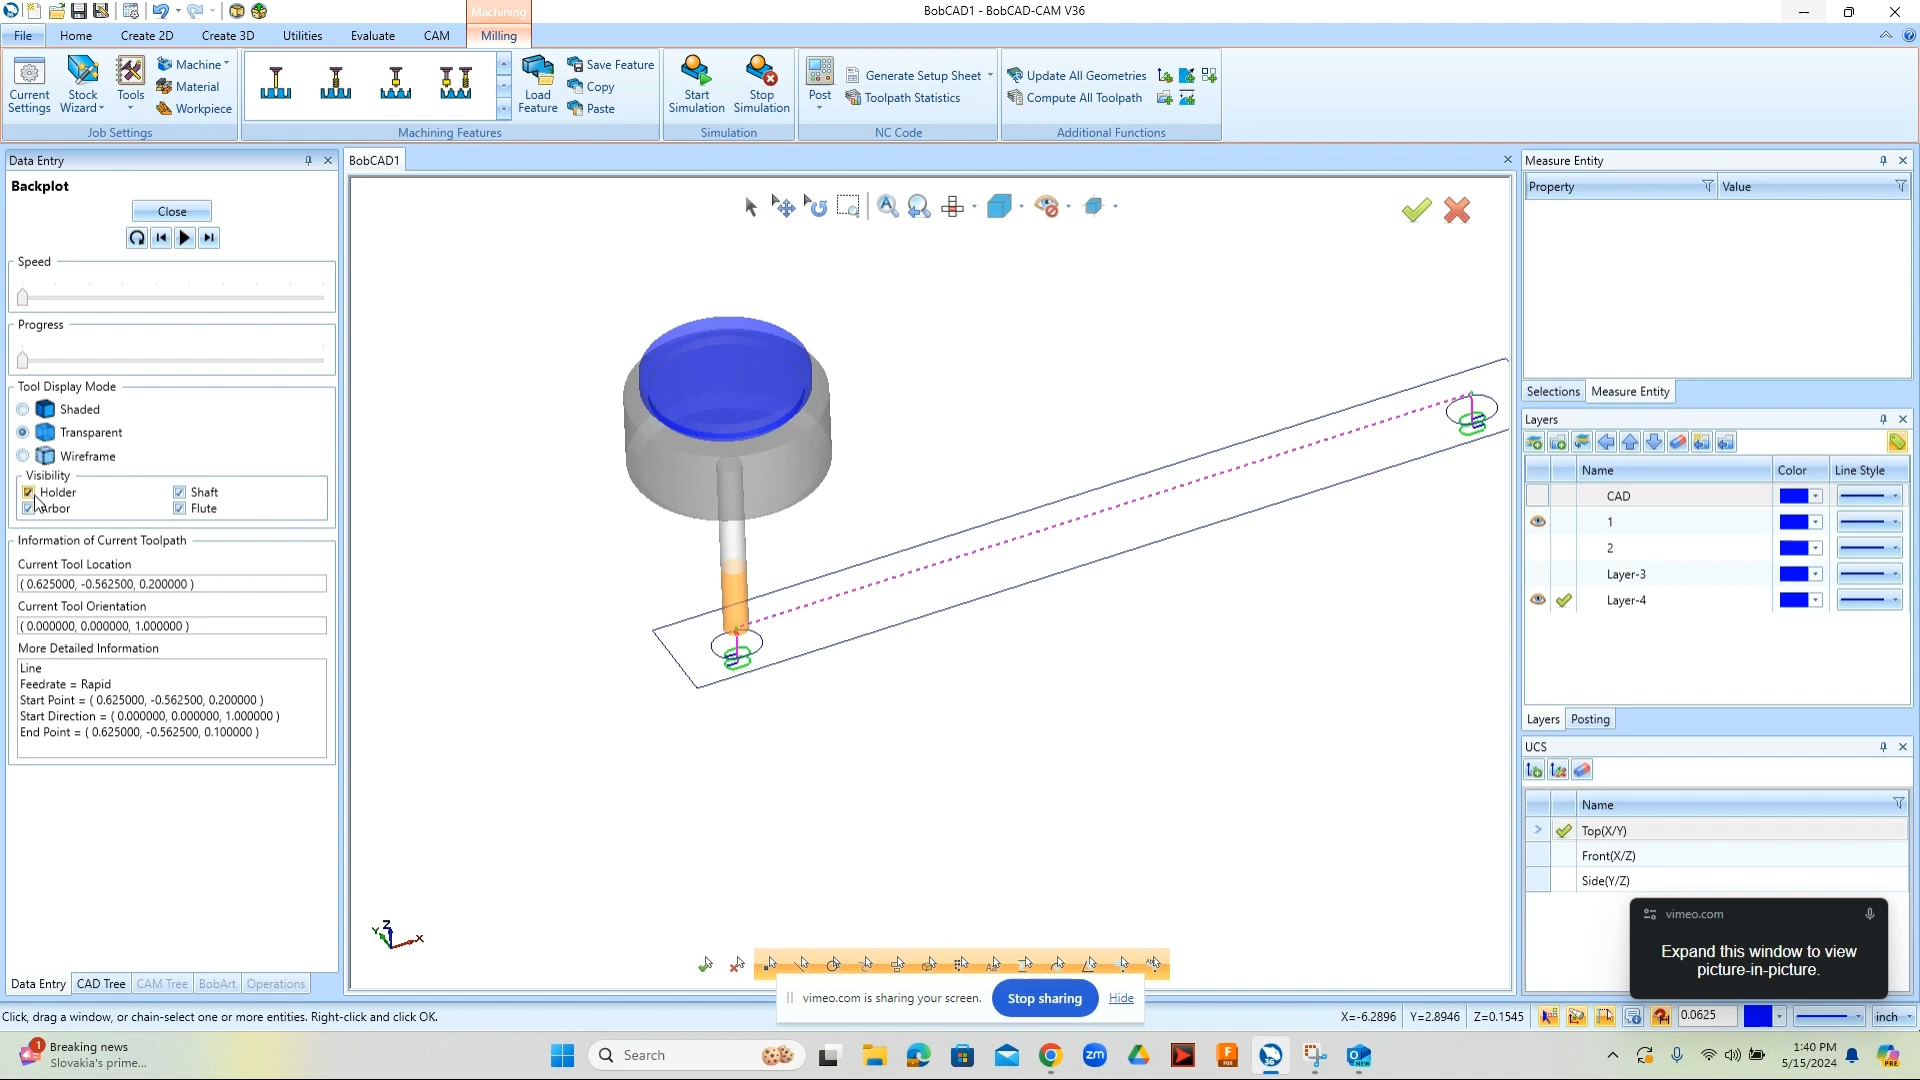 Machining
BobCAD1 - BobCAD-CAM V36
File Home Create 2D Create 3D Utilities Evaluate CAM Milling
Current Settings
Stock Wizard
Tools
Machine
Material
Workpiece
Job Settings
Load Feature
Save Feature
Copy
Paste
Machining Features
Start Simulation
Stop Simulation
Simulation
Post
Generate Setup Sheet
Toolpath Statistics
NC Code
Update All Geometries
Compute All Toolpath
Additional Functions
Data Entry
Backplot
Close
Speed
Progress
Tool Display Mode
Shaded
Transparent
Wireframe
Visibility
Holder Shaft
Arbor Flute
Information of Current Toolpath
Current Tool Location
( 0.625000, -0.562500, 0.200000 )
Current Tool Orientation
( 0.000000, 0.000000, 1.000000 )
More Detailed Information
Line
Feedrate = Rapid
Start Point = ( 0.625000, -0.562500, 0.200000 )
Start Direction = ( 0.000000, 0.000000, 1.000000 )
End Point = ( 0.625000, -0.562500, 0.100000 )
Data Entry CAD Tree CAM Tree BobArt Operations
BobCAD1
Z
Y X
Measure Entity
Property Value
Selections Measure Entity
Layers
Name Color Line Style
CAD
1
2
Layer-3
Layer-4
Layers Posting
UCS
Name
Top(X/Y)
Front(X/Z)
Side(Y/Z)
vimeo.com
Expand this window to view
picture-in-picture.
vimeo.com is sharing your screen. Stop sharing Hide
Click, drag a window, or chain-select one or more entities. Right-click and click OK.
X=-6.2896 Y=2.8946 Z=0.1545 0.0625 inch
1
Breaking news
Slovakia's prime...
Search
zm
FUS
NEW
1:40 PM
5/15/2024
PRE